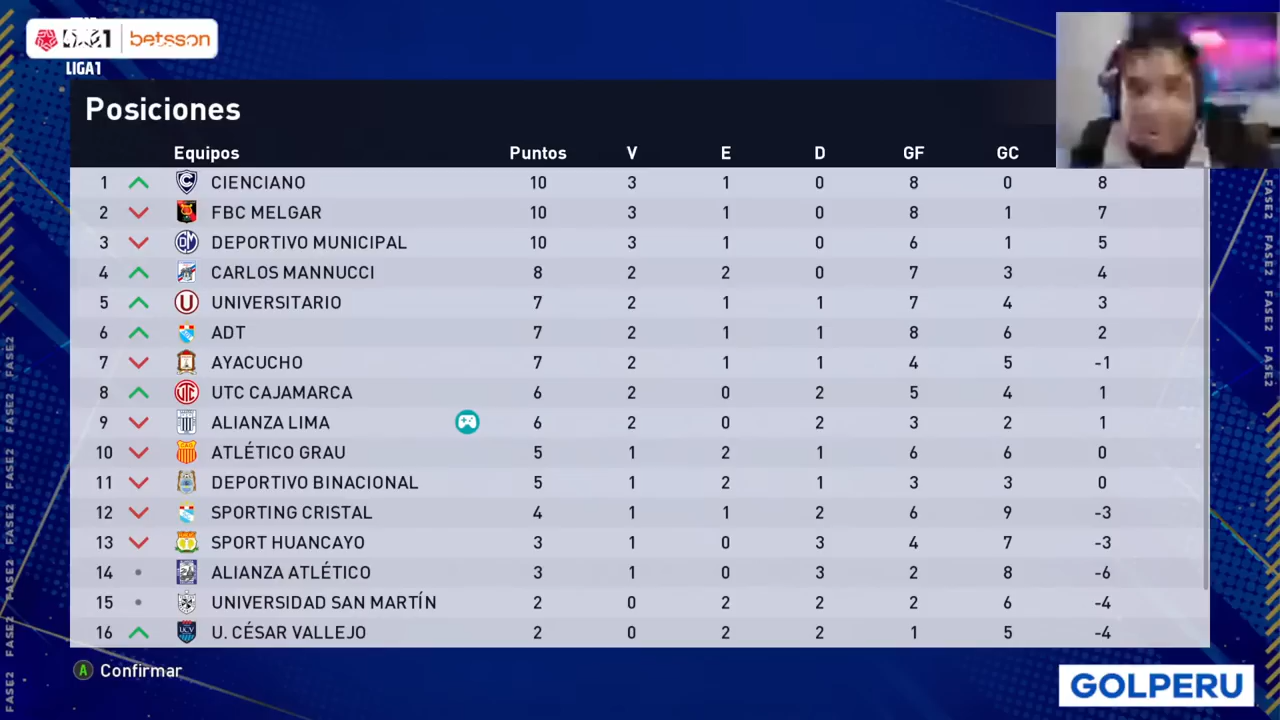 betsson
LIGA1
Posiciones
Equipos Puntos V E D GF GC
1 CIENCIANO 10 3 1 0 8 0 8
2 FBC MELGAR 10 3 1 0 8 1 7
3 DEPORTIVO MUNICIPAL 10 3 1 0 6 1 5
4 CARLOS MANNUCCI 8 2 2 0 7 3 4
5 UNIVERSITARIO 7 2 1 1 7 4 3
6 ADT 7 2 1 1 8 6 2
7 AYACUCHO 7 2 1 1 4 5 -1
8 UTC CAJAMARCA 6 2 0 2 5 4 1
9 ALIANZA LIMA 6 2 0 2 3 2 1
10 ATLÉTICO GRAU 5 1 2 1 6 6 0
11 DEPORTIVO BINACIONAL 5 1 2 1 3 3 0
12 SPORTING CRISTAL 4 1 1 2 6 9 -3
13 SPORT HUANCAYO 3 1 0 3 4 7 -3
14 ALIANZA ATLÉTICO 3 1 0 3 2 8 -6
15 UNIVERSIDAD SAN MARTÍN 2 0 2 2 2 6 -4
16 U. CÉSAR VALLEJO 2 0 2 2 1 5 -4
A Confirmar
GOLPERU
FASE2 FASE2 FASE2 FASE2 FASE2
FASE2 FASE2 FASE2